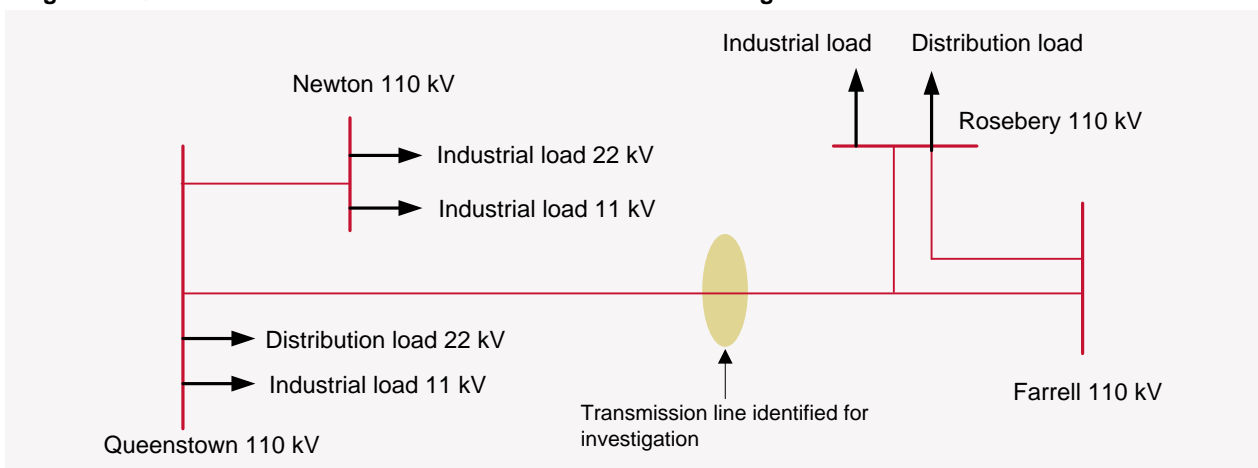 Industrial load
Distribution load
Newton 110 kV
Rosebery 110 kV
Industrial load 22 kV
Industrial load 11 kV
Distribution load 22 kV
Industrial load 11 kV
Farrell 110 kV
Transmission line identified for
investigation
Queenstown 110 kV